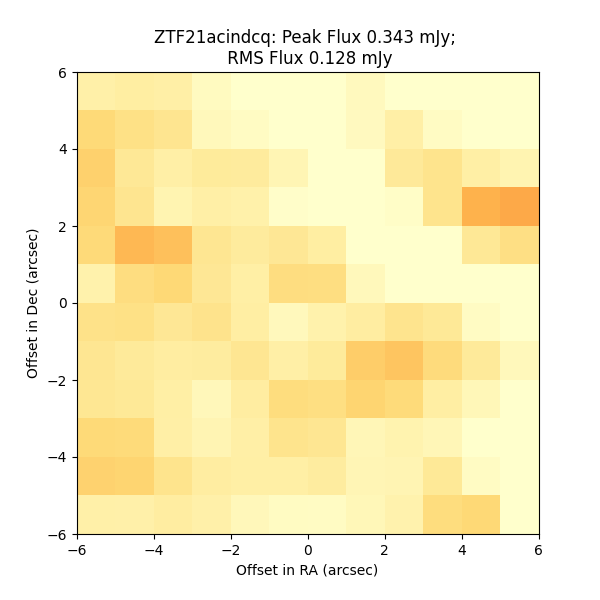 ZTF21acindcq: Peak Flux 0.343 mJy;
RMS Flux 0.128 mJy
6
4
2
0
−2
−4
−6
Offset in Dec (arcsec)
−6 −4 −2 0 2 4 6
Offset in RA (arcsec)